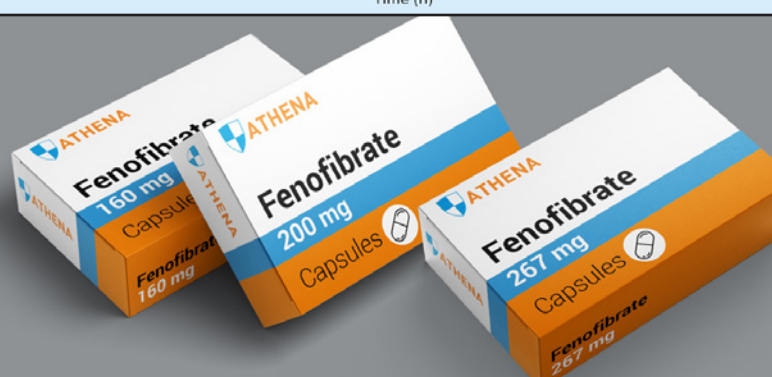 Time (h)
ATHENA
Fenofibrate
160 mg
Capsules
ATHENA
Fenofibrate
160 mg
ATHENA
Fenofibrate
200 mg
Capsules
ATHENA
ATHENA
Fenofibrate
267 mg
Capsules
ATHENA
Fenofibrate
267 mg